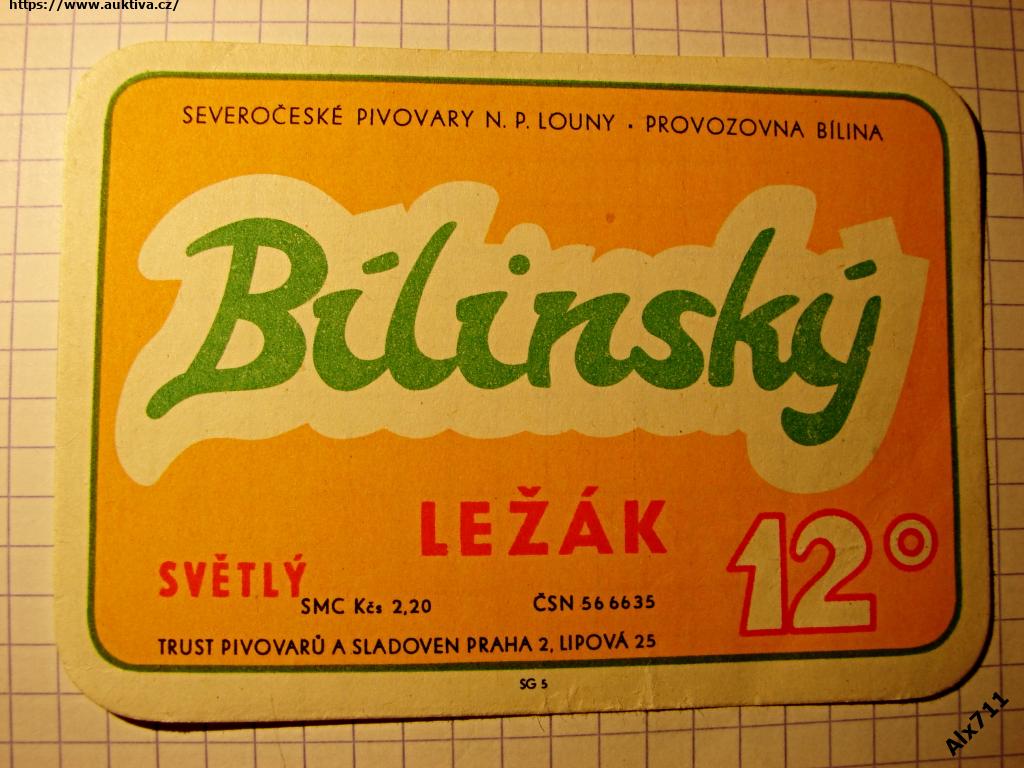 https://www.auktiva.cz/
SEVEROČESKÉ PIVOVARY N. P. LOUNY • PROVOZOVNA BÍLINA
Bílinský
LEŽÁK
12°
SVĚTLÝ
SMC Kčs 2,20 ČSN 56 6635
TRUST PIVOVARŮ A SLADOVEN PRAHA 2, LIPOVÁ 25
SG 5
Alx711